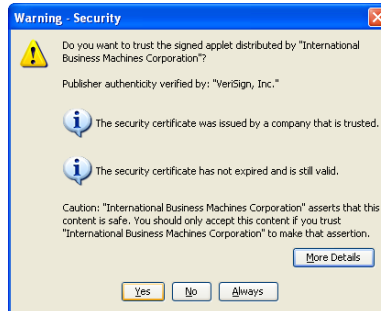 Warning - Security
Do you want to trust the signed applet distributed by "International
Business Machines Corporation"?
Publisher authenticity verified by: "VeriSign, Inc."
The security certificate was issued by a company that is trusted.
The security certificate has not expired and is still valid.
Caution: "International Business Machines Corporation" asserts that this
content is safe. You should only accept this content if you trust
"International Business Machines Corporation" to make that assertion.
More Details
Yes No Always